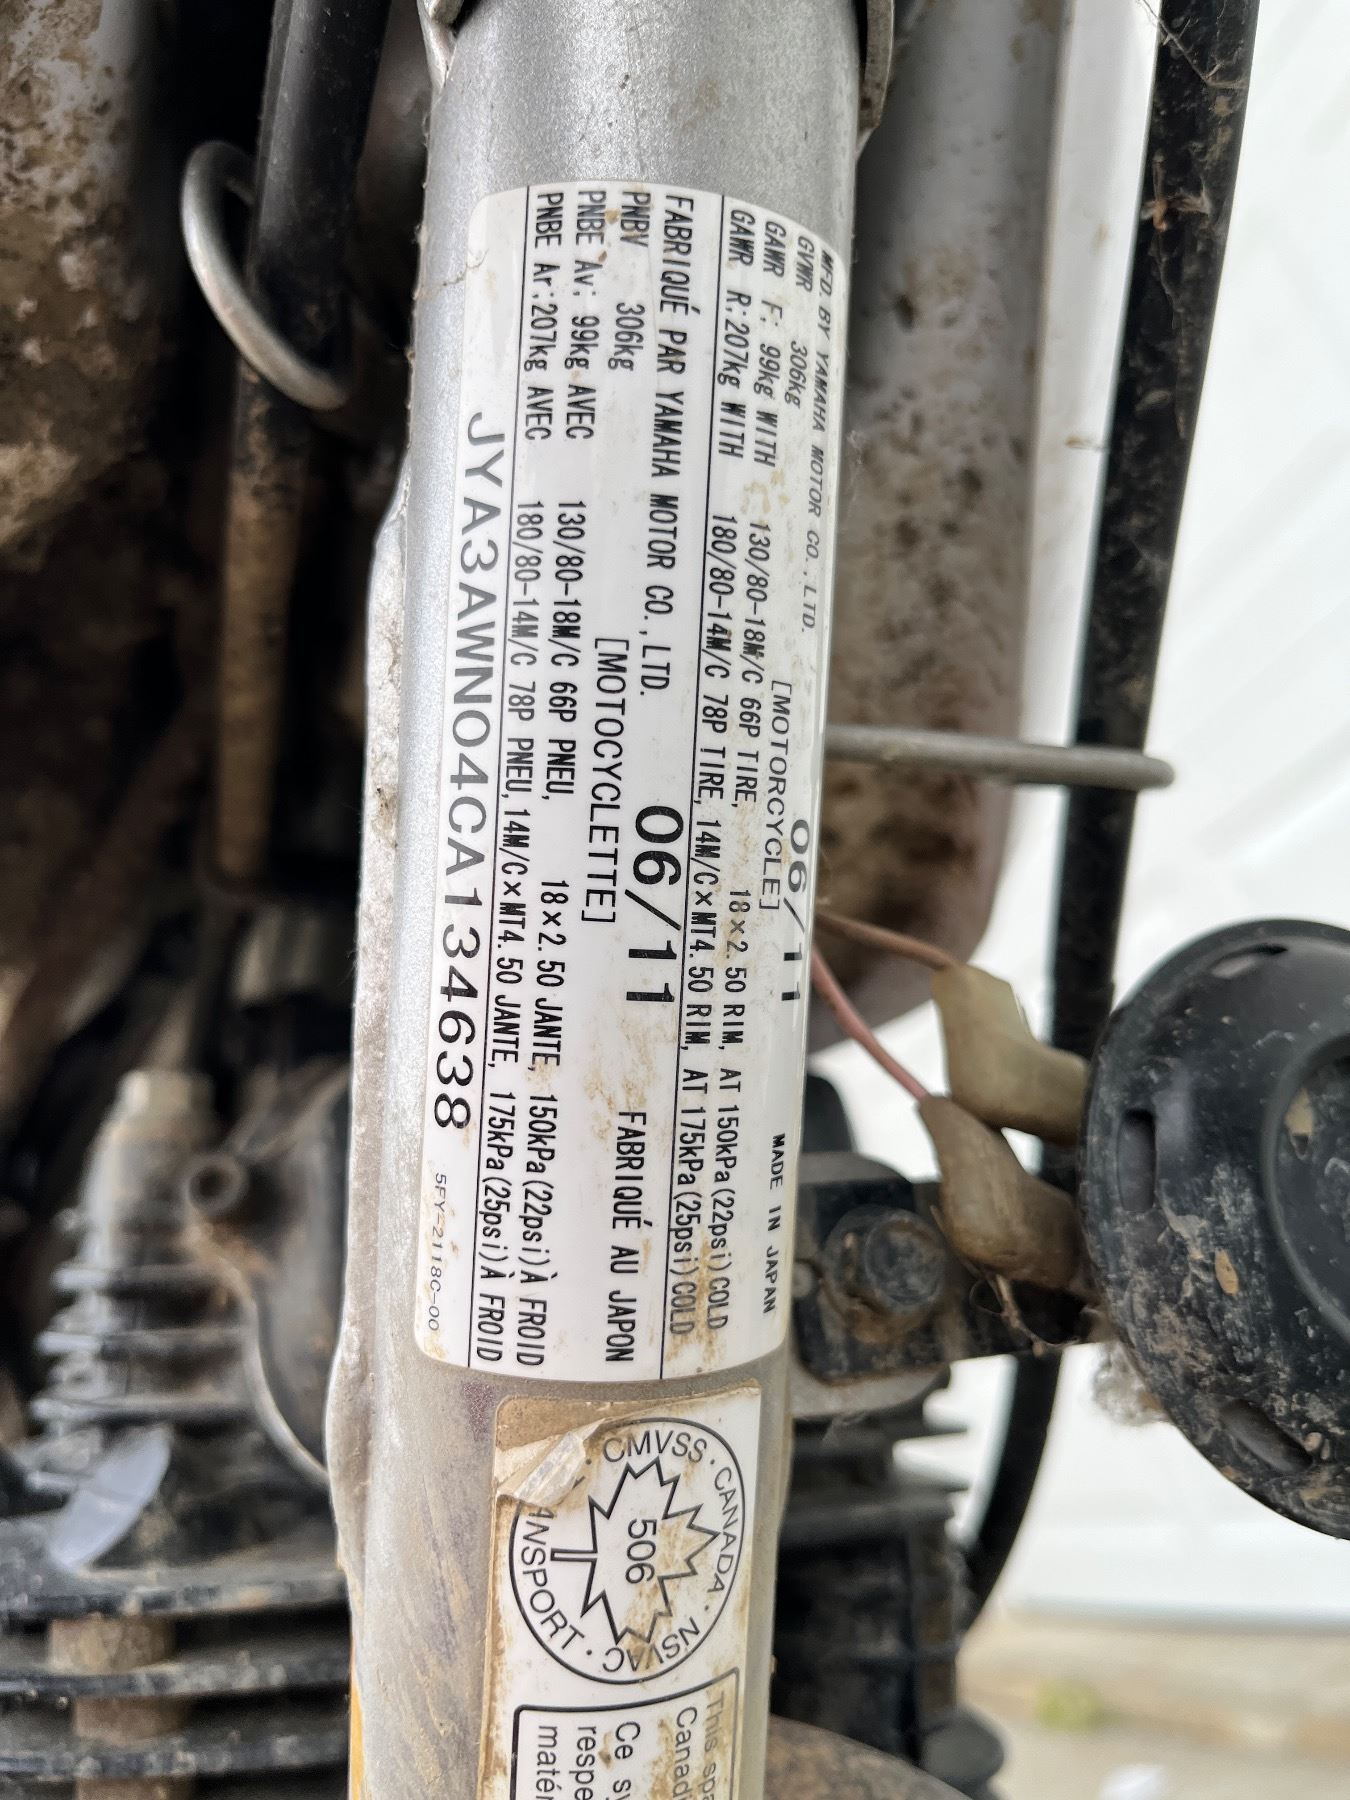 MFD. BY YAMAHA MOTOR CO., LTD. 06/11 MADE IN JAPAN
GVWR 306kg [MOTORCYCLE]
GAWR F: 99kg WITH 130/80-18M/C 66P TIRE, 18×2.50 RIM, AT 150kPa(22psi)COLD
GAWR R:207kg WITH 180/80-14M/C 78P TIRE, 14M/C×MT4.50 RIM, AT 175kPa(25psi)COLD
FABRIQUÉ PAR YAMAHA MOTOR CO., LTD. 06/11 FABRIQUÉ AU JAPON
PNBV 306kg [MOTOCYCLETTE]
PNBE Av: 99kg AVEC 130/80-18M/C 66P PNEU, 18×2.50 JANTE, 150kPa(22psi)À FROID
PNBE Ar:207kg AVEC 180/80-14M/C 78P PNEU, 14M/C×MT4.50 JANTE, 175kPa(25psi)À FROID
JYA3AWN04CA134638 5FY-2118C-00
CMVSS · CANADA · NSVAC ·
506
ANSPORT
This
Canad
Ce
respe
maté